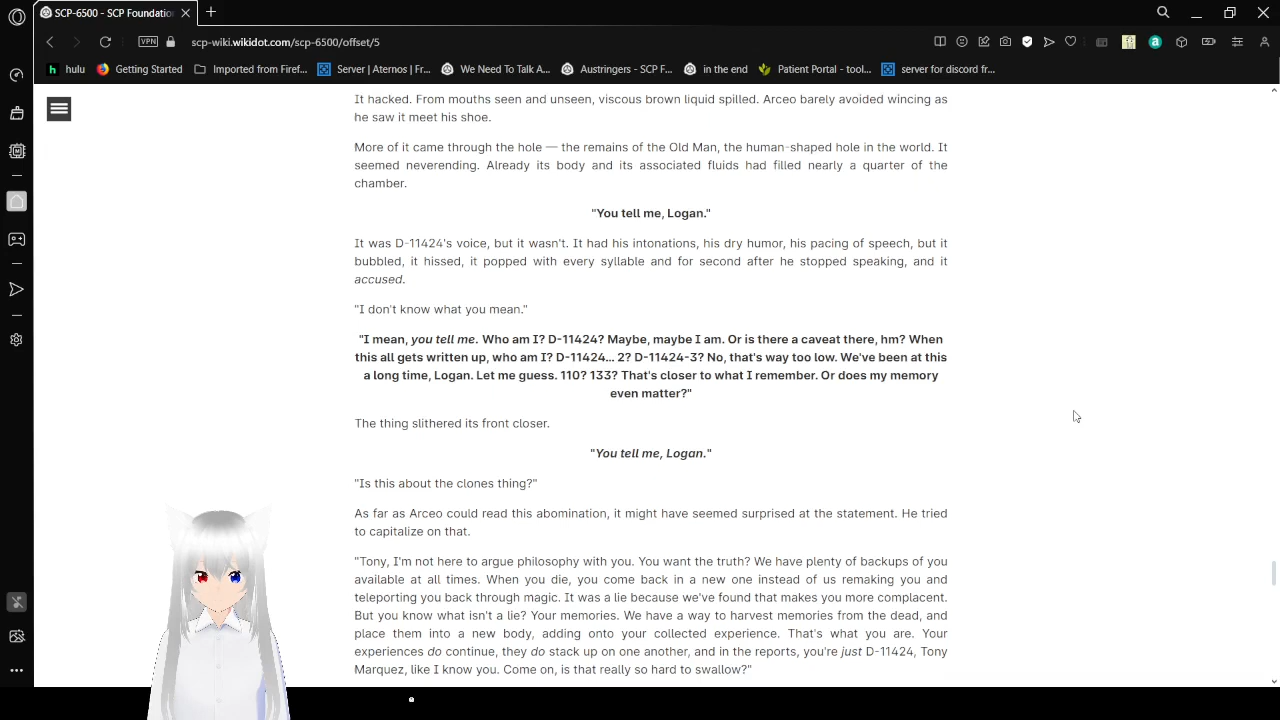 SCP-6500 - SCP Foundatio
VPN
scp-wiki.wikidot.com/scp-6500/offset/5
hulu
Getting Started
Imported from Firef...
Server | Aternos | Fr...
We Need To Talk A...
Austringers - SCP F...
in the end
Patient Portal - tool...
server for discord fr...
It hacked. From mouths seen and unseen, viscous brown liquid spilled. Arceo barely avoided wincing as
he saw it meet his shoe.
More of it came through the hole — the remains of the Old Man, the human-shaped hole in the world. It
seemed neverending. Already its body and its associated fluids had filled nearly a quarter of the
chamber.
"You tell me, Logan."
It was D-11424's voice, but it wasn't. It had his intonations, his dry humor, his pacing of speech, but it
bubbled, it hissed, it popped with every syllable and for second after he stopped speaking, and it
accused.
"I don't know what you mean."
"I mean, you tell me. Who am I? D-11424? Maybe, maybe I am. Or is there a caveat there, hm? When
this all gets written up, who am I? D-11424... 2? D-11424-3? No, that's way too low. We've been at this
a long time, Logan. Let me guess. 110? 133? That's closer to what I remember. Or does my memory
even matter?"
The thing slithered its front closer.
"You tell me, Logan."
"Is this about the clones thing?"
As far as Arceo could read this abomination, it might have seemed surprised at the statement. He tried
to capitalize on that.
"Tony, I'm not here to argue philosophy with you. You want the truth? We have plenty of backups of you
available at all times. When you die, you come back in a new one instead of us remaking you and
teleporting you back through magic. It was a lie because we've found that makes you more complacent.
But you know what isn't a lie? Your memories. We have a way to harvest memories from the dead, and
place them into a new body, adding onto your collected experience. That's what you are. Your
experiences do continue, they do stack up on one another, and in the reports, you're just D-11424, Tony
Marquez, like I know you. Come on, is that really so hard to swallow?"